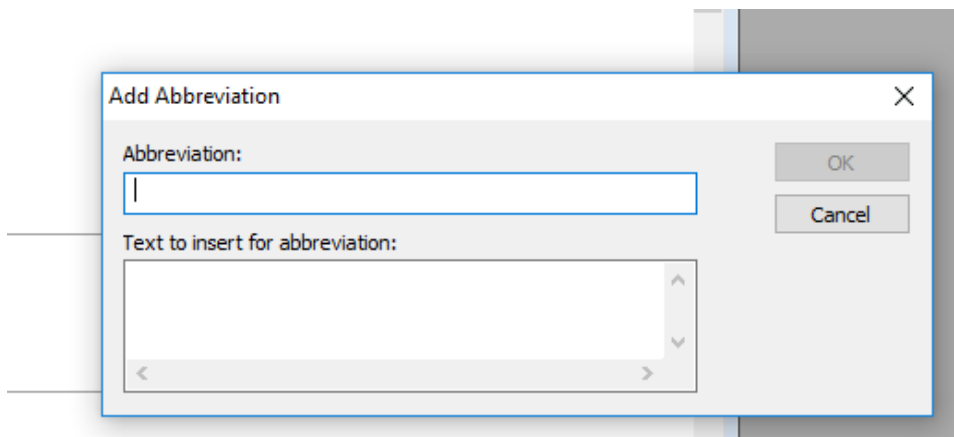 Add Abbreviation
Abbreviation:
OK
Cancel
Text to insert for abbreviation: